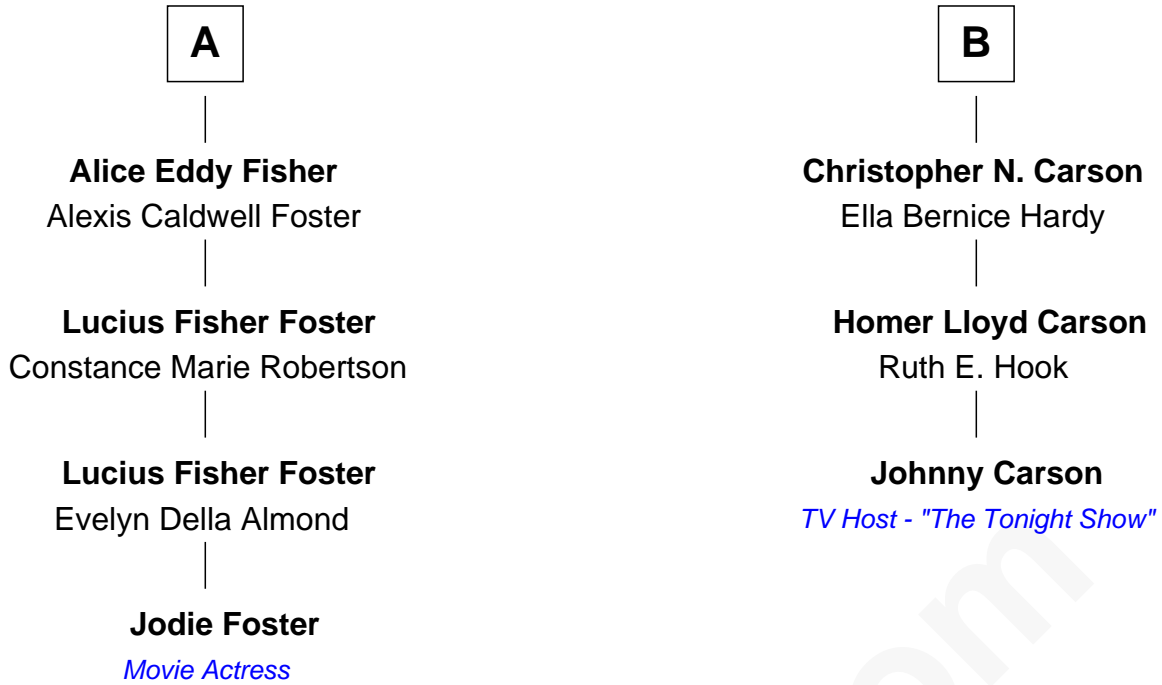 A
Alice Eddy Fisher
Alexis Caldwell Foster
Lucius Fisher Foster
Constance Marie Robertson
Lucius Fisher Foster
Evelyn Della Almond
Jodie Foster
Movie Actress
B
Christopher N. Carson
Ella Bernice Hardy
Homer Lloyd Carson
Ruth E. Hook
Johnny Carson
TV Host - "The Tonight Show"
om